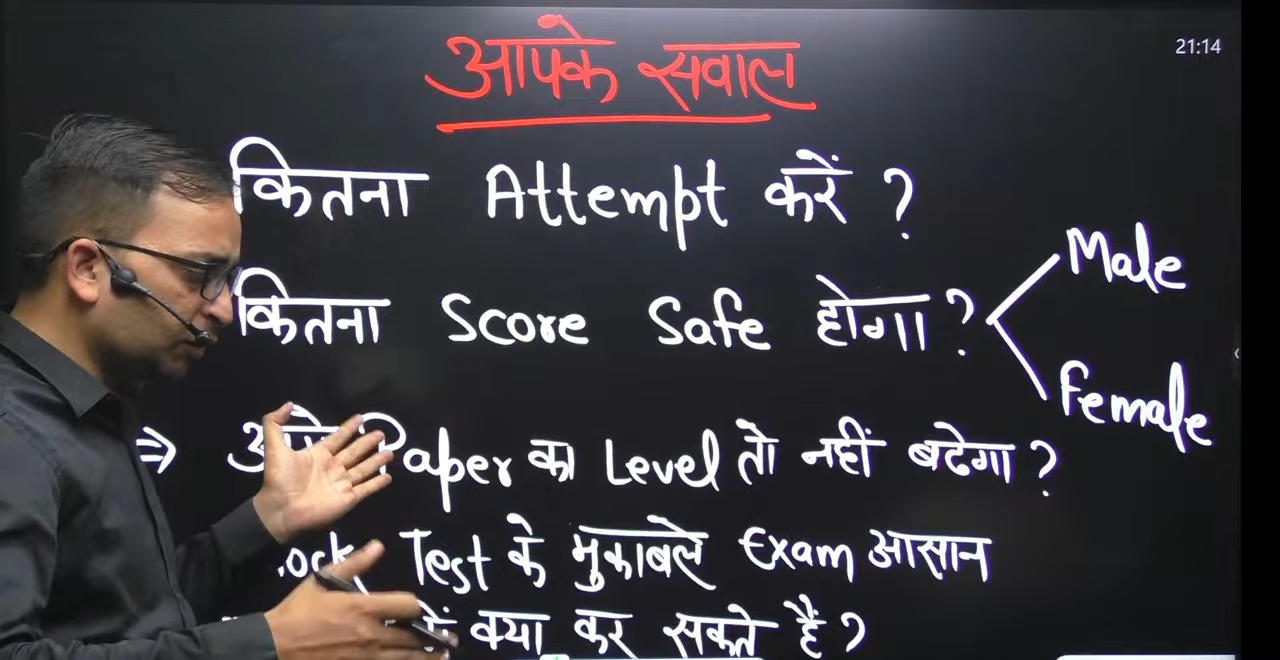 आपके सवाल
21:14
कितना Attempt करें ?
कितना Score Safe होगा ?
Male
Female
⇒ Paper का Level तो नहीं बढेगा ?
Test के मुकाबले Exam आसान
क्या कर सकते हैं ?